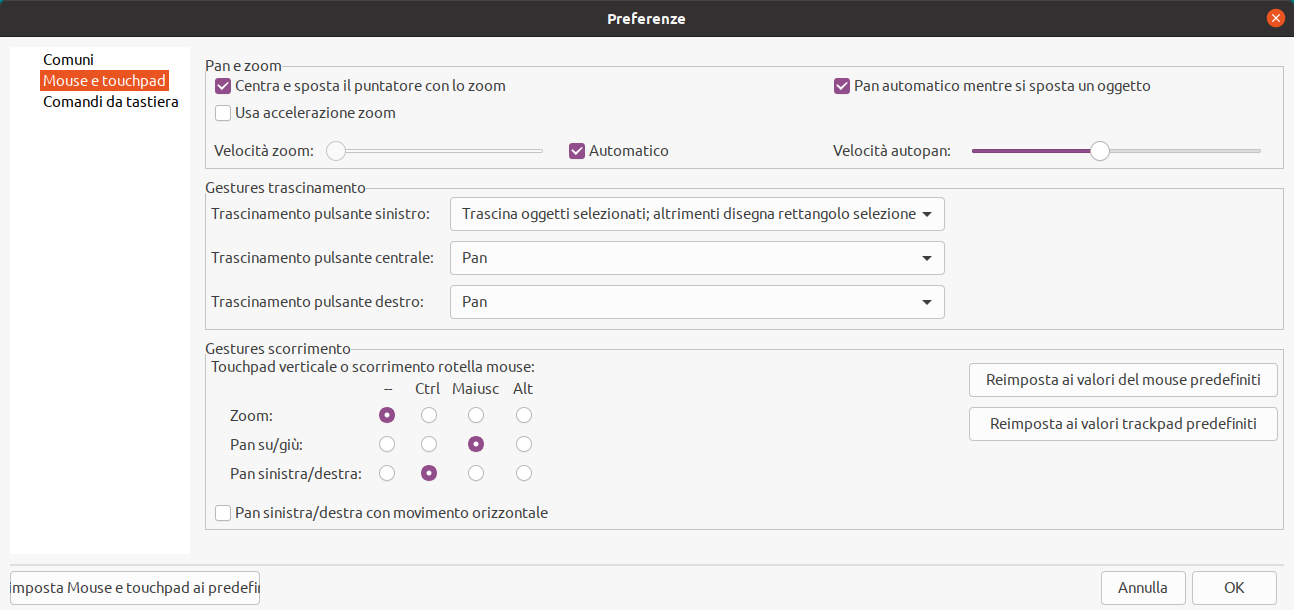 Preferenze
Comuni
Mouse e touchpad
Comandi da tastiera
Pan e zoom
Centra e sposta il puntatore con lo zoom
Pan automatico mentre si sposta un oggetto
Usa accelerazione zoom
Velocità zoom:
Automatico
Velocità autopan:
Gestures trascinamento
Trascinamento pulsante sinistro:
Trascina oggetti selezionati; altrimenti disegna rettangolo selezione
Trascinamento pulsante centrale:
Pan
Trascinamento pulsante destro:
Pan
Gestures scorrimento
Touchpad verticale o scorrimento rotella mouse:
-- Ctrl Maiusc Alt
Zoom:
Pan su/giù:
Pan sinistra/destra:
Pan sinistra/destra con movimento orizzontale
Reimposta ai valori del mouse predefiniti
Reimposta ai valori trackpad predefiniti
imposta Mouse e touchpad ai predefi
Annulla
OK